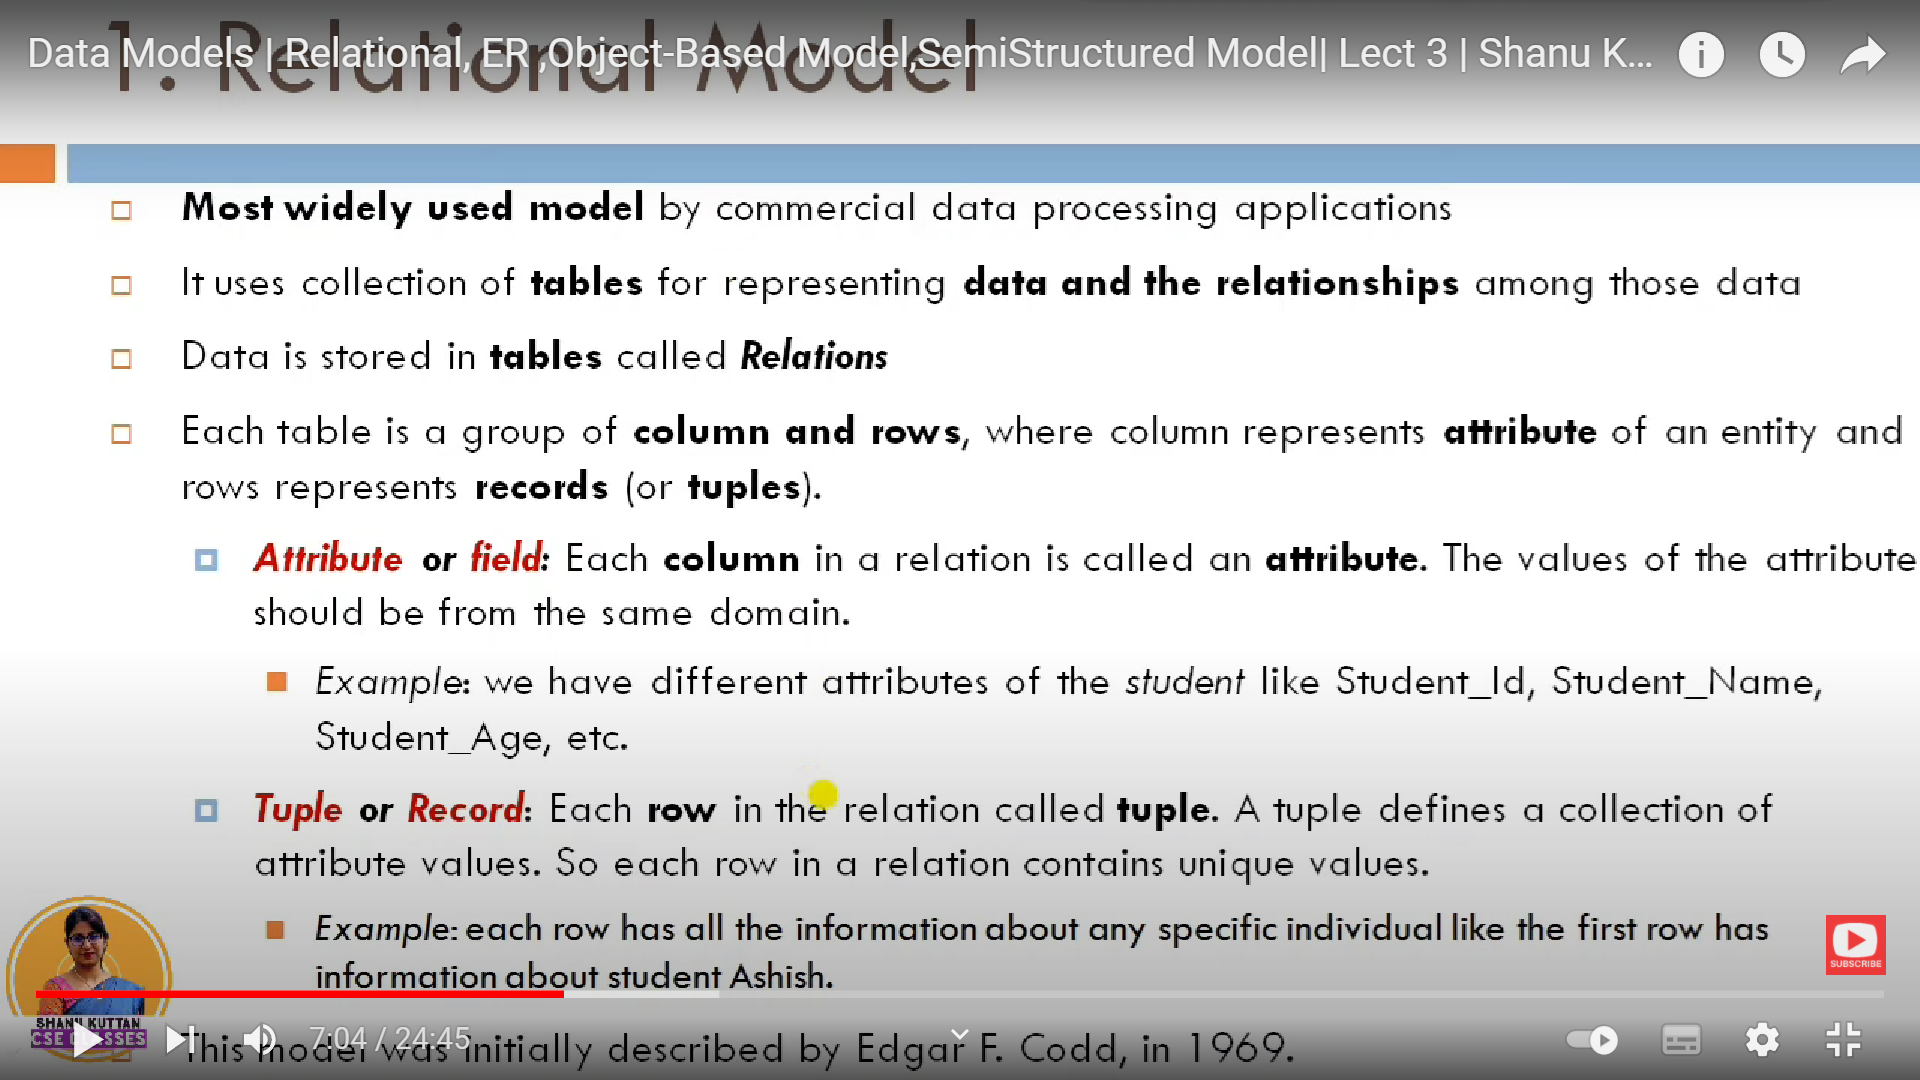 Data Models | Relational, ER ,Object-Based Model,SemiStructured Model| Lect 3 | Shanu K...
1. Relational Model
Most widely used model by commercial data processing applications
It uses collection of tables for representing data and the relationships among those data
Data is stored in tables called Relations
Each table is a group of column and rows, where column represents attribute of an entity and
rows represents records (or tuples).
Attribute or field: Each column in a relation is called an attribute. The values of the attribute
should be from the same domain.
Example: we have different attributes of the student like Student_Id, Student_Name,
Student_Age, etc.
Tuple or Record: Each row in the relation called tuple. A tuple defines a collection of
attribute values. So each row in a relation contains unique values.
Example: each row has all the information about any specific individual like the first row has
information about student Ashish.
SUBSCRIBE
SHANU KUTTAN
CSE CLASSES
7:04 / 24:45
This model was initially described by Edgar F. Codd, in 1969.